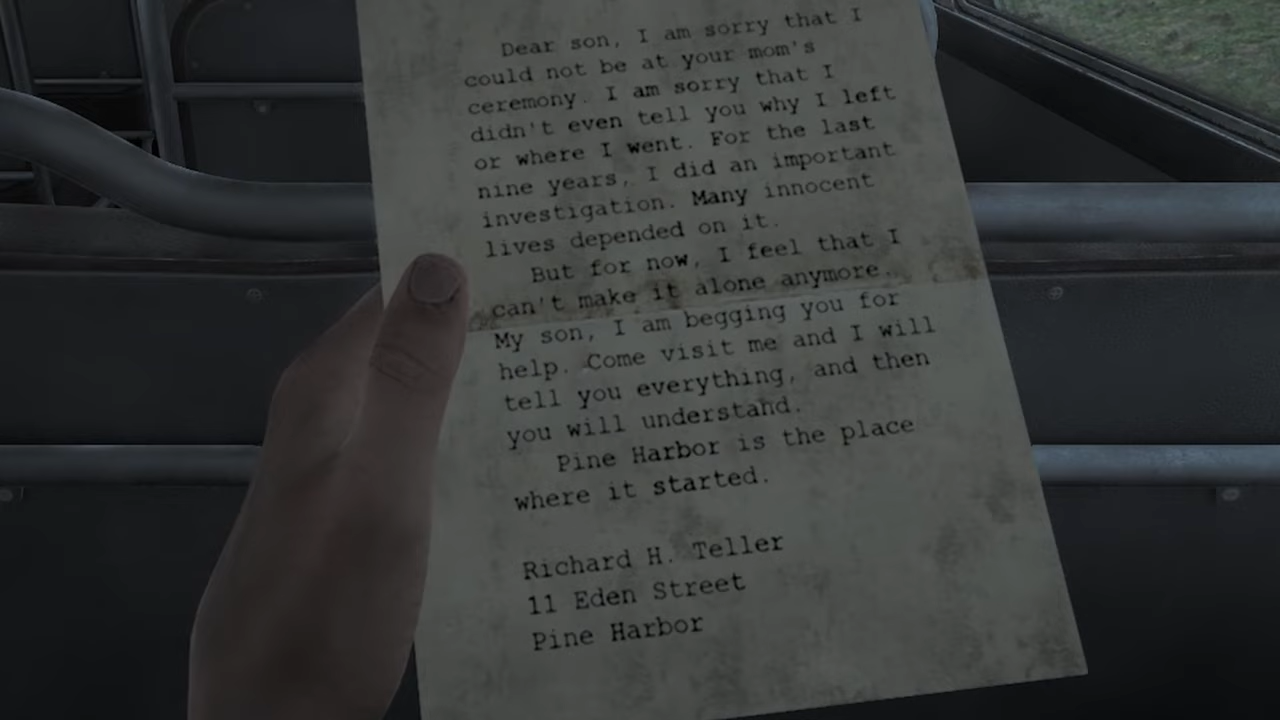 Dear son, I am sorry that I
could not be at your mom's
ceremony. I am sorry that I
didn't even tell you why I left
or where I went. For the last
nine years, I did an important
investigation. Many innocent
lives depended on it.
But for now, I feel that I
can't make it alone anymore.
My son, I am begging you for
help. Come visit me and I will
tell you everything, and then
you will understand.
Pine Harbor is the place
where it started.
Richard H. Teller
11 Eden Street
Pine Harbor